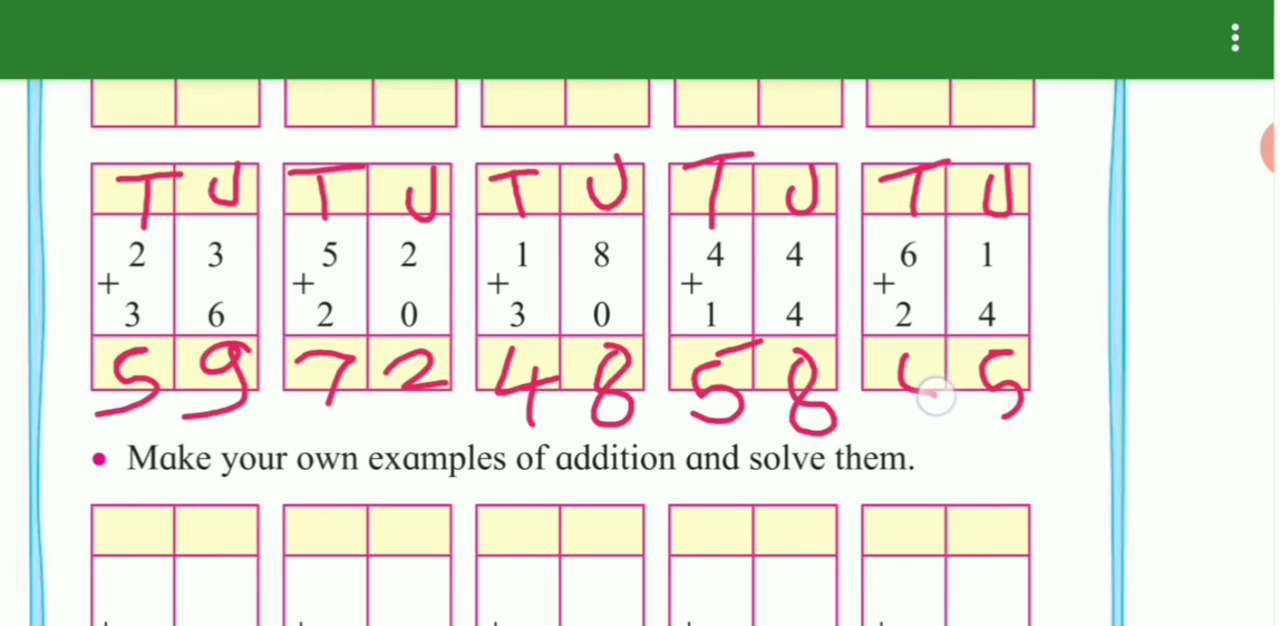 T U T U T U T U T U
2 3 5 2 1 8 4 4 6 1
+ + + + +
3 6 2 0 3 0 1 4 2 4
5 9 7 2 4 8 5 8 5
• Make your own examples of addition and solve them.